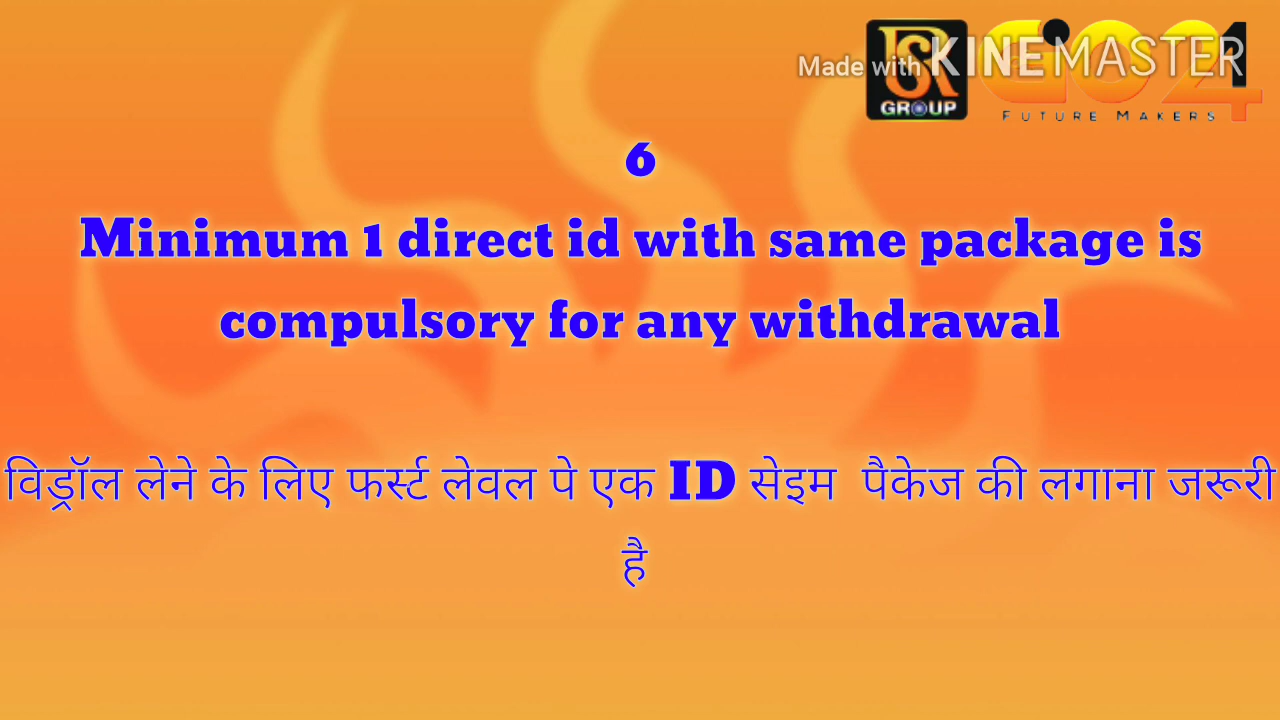 Made with KINEMASTER
GROUP
FUTURE MAKERS
6
Minimum 1 direct id with same package is
compulsory for any withdrawal
विड्रॉल लेने के लिए फर्स्ट लेवल पे एक ID सेइम पैकेज की लगाना जरूरी
है